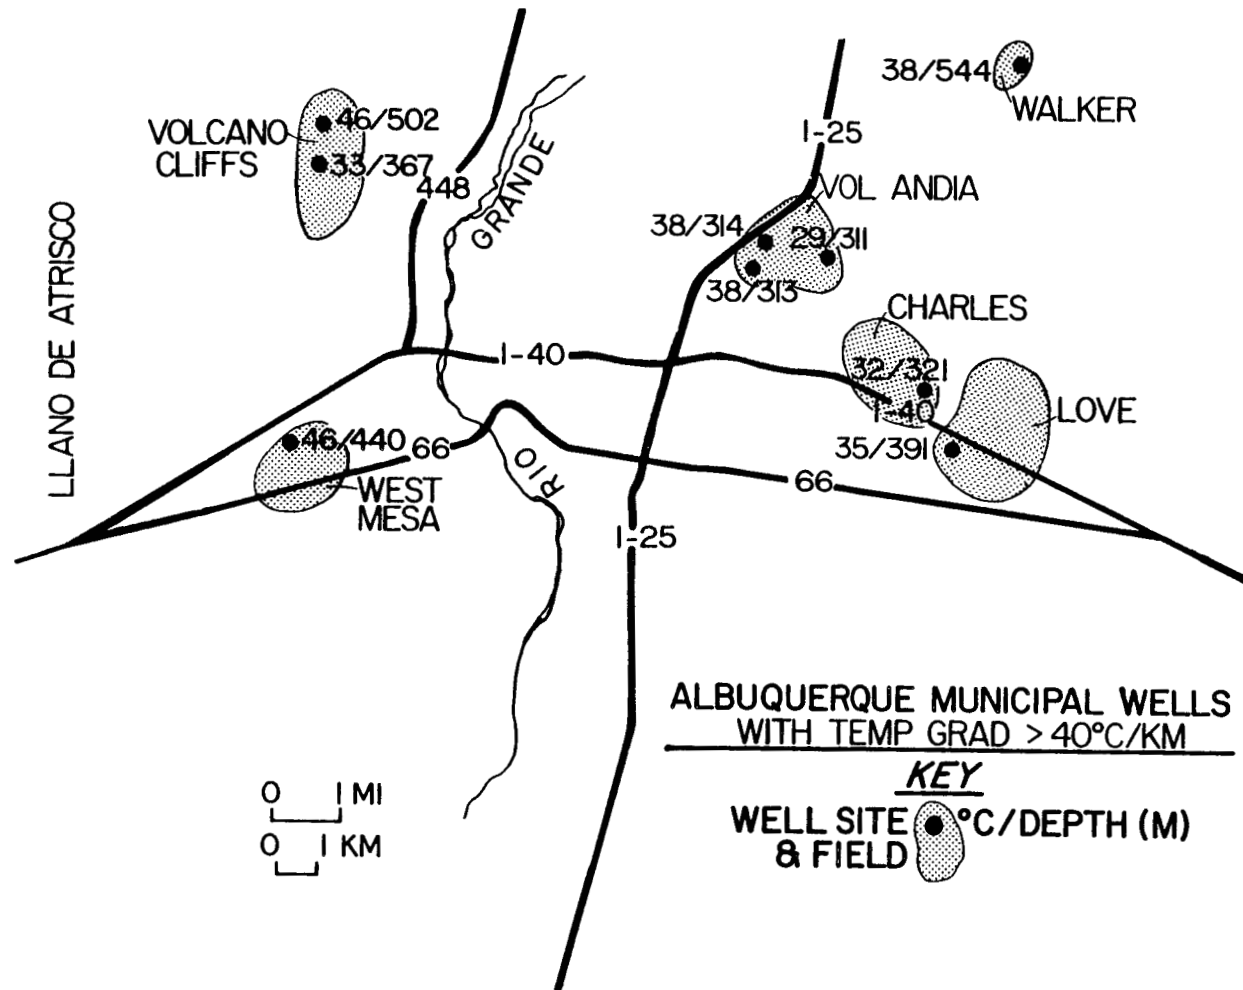 38/544
WALKER
I-25
VOLCANO
CLIFFS
46/502
33/367
448
GRANDE
VOL ANDIA
38/314
29/311
38/313
LLANO DE ATRISCO
CHARLES
I-40
32/321
I-40
LOVE
35/391
46/440
66
WEST
MESA
RIO
66
I-25
ALBUQUERQUE MUNICIPAL WELLS
WITH TEMP GRAD > 40°C/KM
KEY
WELL SITE °C/DEPTH (M)
& FIELD
0 1 MI
0 1 KM